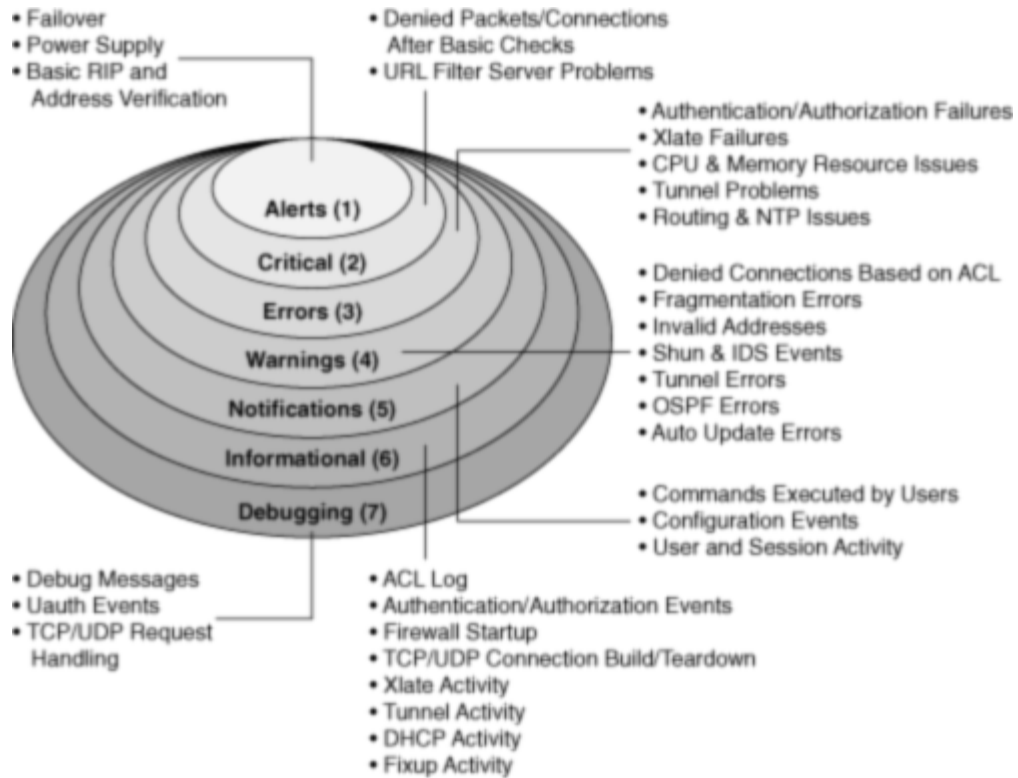 • Failover
• Power Supply
• Basic RIP and
Address Verification
• Denied Packets/Connections
After Basic Checks
• URL Filter Server Problems
• Authentication/Authorization Failures
• Xlate Failures
• CPU & Memory Resource Issues
• Tunnel Problems
• Routing & NTP Issues
Alerts (1)
Critical (2)
Errors (3)
Warnings (4)
Notifications (5)
Informational (6)
Debugging (7)
• Denied Connections Based on ACL
• Fragmentation Errors
• Invalid Addresses
• Shun & IDS Events
• Tunnel Errors
• OSPF Errors
• Auto Update Errors
• Commands Executed by Users
• Configuration Events
• User and Session Activity
• Debug Messages
• Uauth Events
• TCP/UDP Request
Handling
• ACL Log
• Authentication/Authorization Events
• Firewall Startup
• TCP/UDP Connection Build/Teardown
• Xlate Activity
• Tunnel Activity
• DHCP Activity
• Fixup Activity